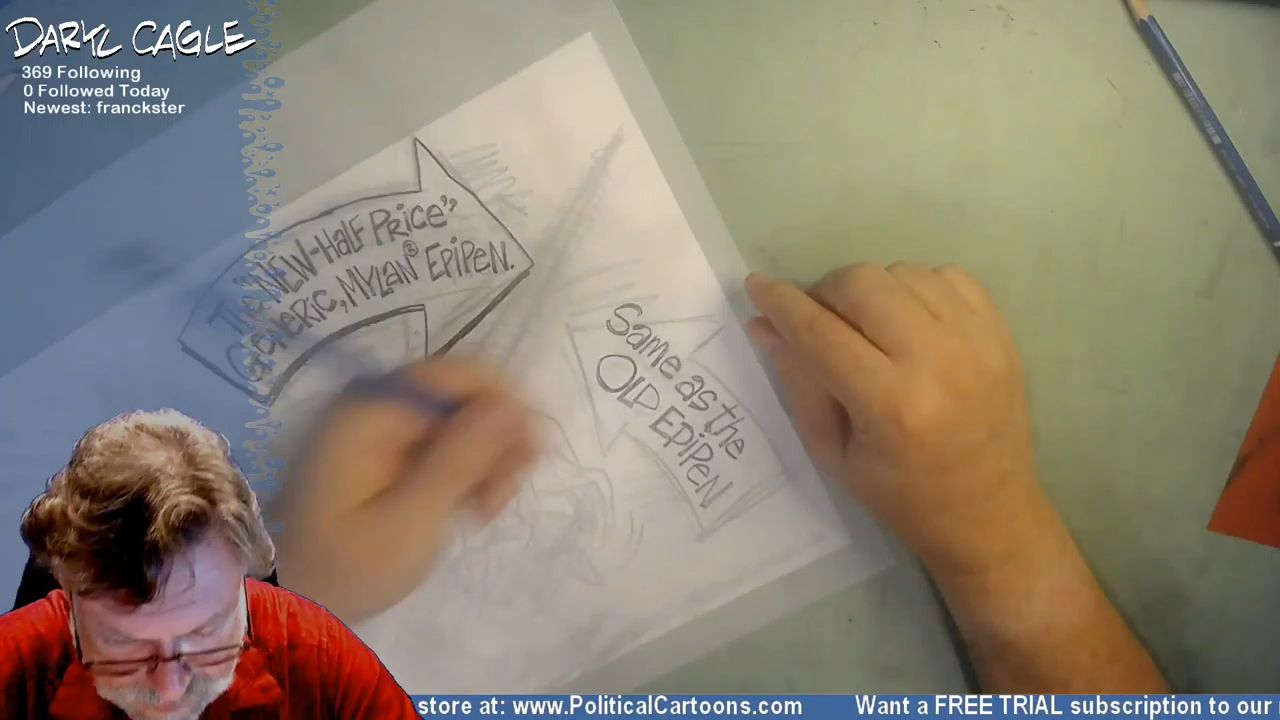 DARYL CAGLE
369 Following
0 Followed Today
Newest: franckster
The "NEW-HALF PRICE"
GENERIC, MYLAN® EPIPEN.
Same as the
OLD EPIPEN
store at: www.PoliticalCartoons.com Want a FREE TRIAL subscription to our